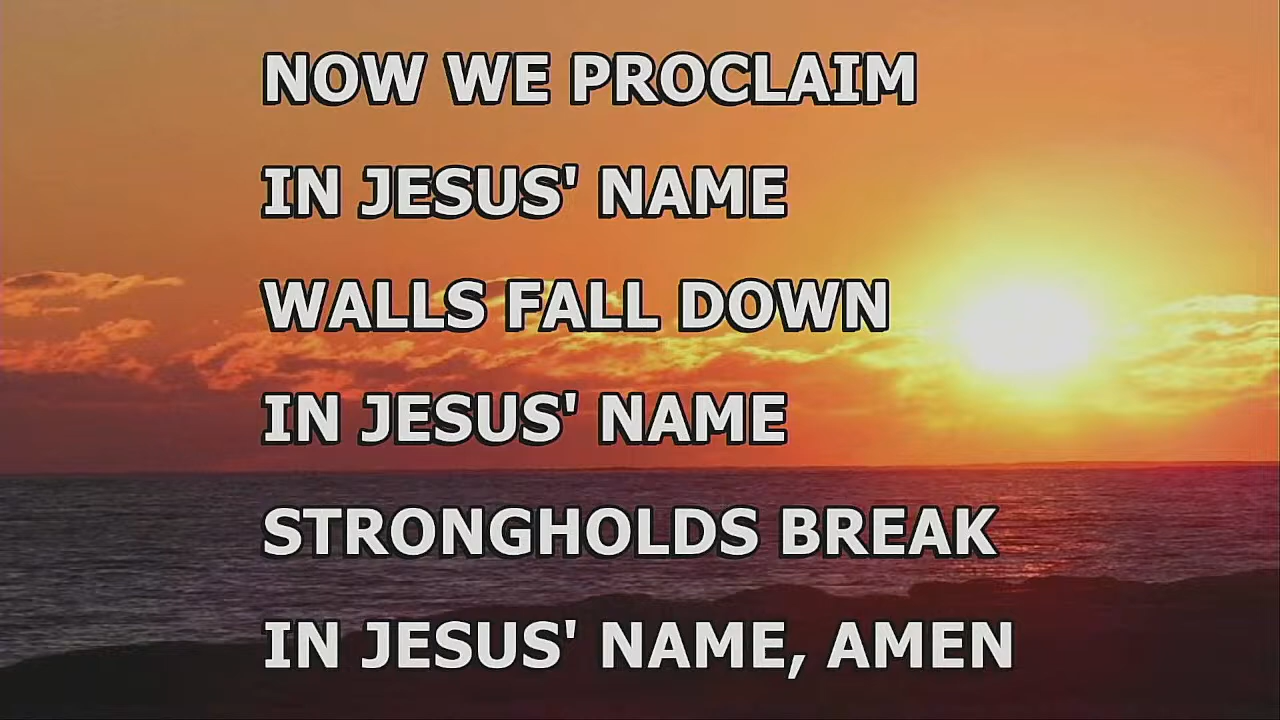 NOW WE PROCLAIM
IN JESUS' NAME
WALLS FALL DOWN
IN JESUS' NAME
STRONGHOLDS BREAK
IN JESUS' NAME, AMEN